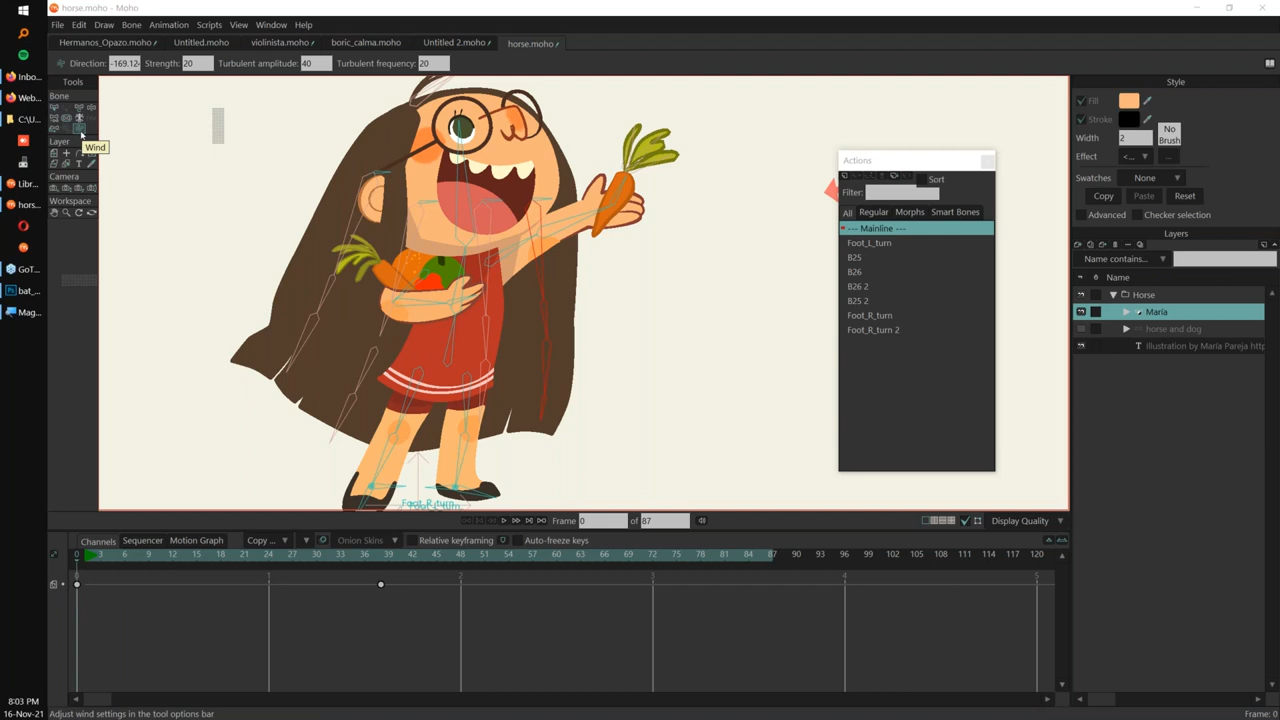 horse.moho - Moho
File Edit Draw Bone Animation Scripts View Window Help
Hermanos_Opazo.moho Untitled.moho violinista.moho boric_calma.moho Untitled 2.moho horse.moho
Direction: -169.124 Strength: 20 Turbulent amplitude: 40 Turbulent frequency: 20
Tools
Bone
Wind
Layer
Camera
Workspace
Inbo...
Web...
C:\U...
Libr...
hors...
GoT...
bat_...
Mag...
8:03 PM
16-Nov-21
Foot_R_turn
Actions
Sort
Filter:
All Regular Morphs Smart Bones
--- Mainline ---
Foot_L_turn
B25
B26
B26 2
B25 2
Foot_R_turn
Foot_R_turn 2
Style
Fill
Stroke
Width 2
No Brush
Effect <... ...
Swatches None
Copy Paste Reset
Advanced Checker selection
Layers
Name contains...
Name
Horse
María
horse and dog
T illustration by María Pareja http
Frame 0 of 87 Display Quality
Channels Sequencer Motion Graph Copy ... Onion Skins Relative keyframing Auto-freeze keys
0 3 6 9 12 15 18 21 24 27 30 33 36 39 42 45 48 51 54 57 60 63 66 69 72 75 78 81 84 87 90 93 96 99 102 105 108 111 114 117 120
0 1 2 3 4 5
Adjust wind settings in the tool options bar
Frame: 0